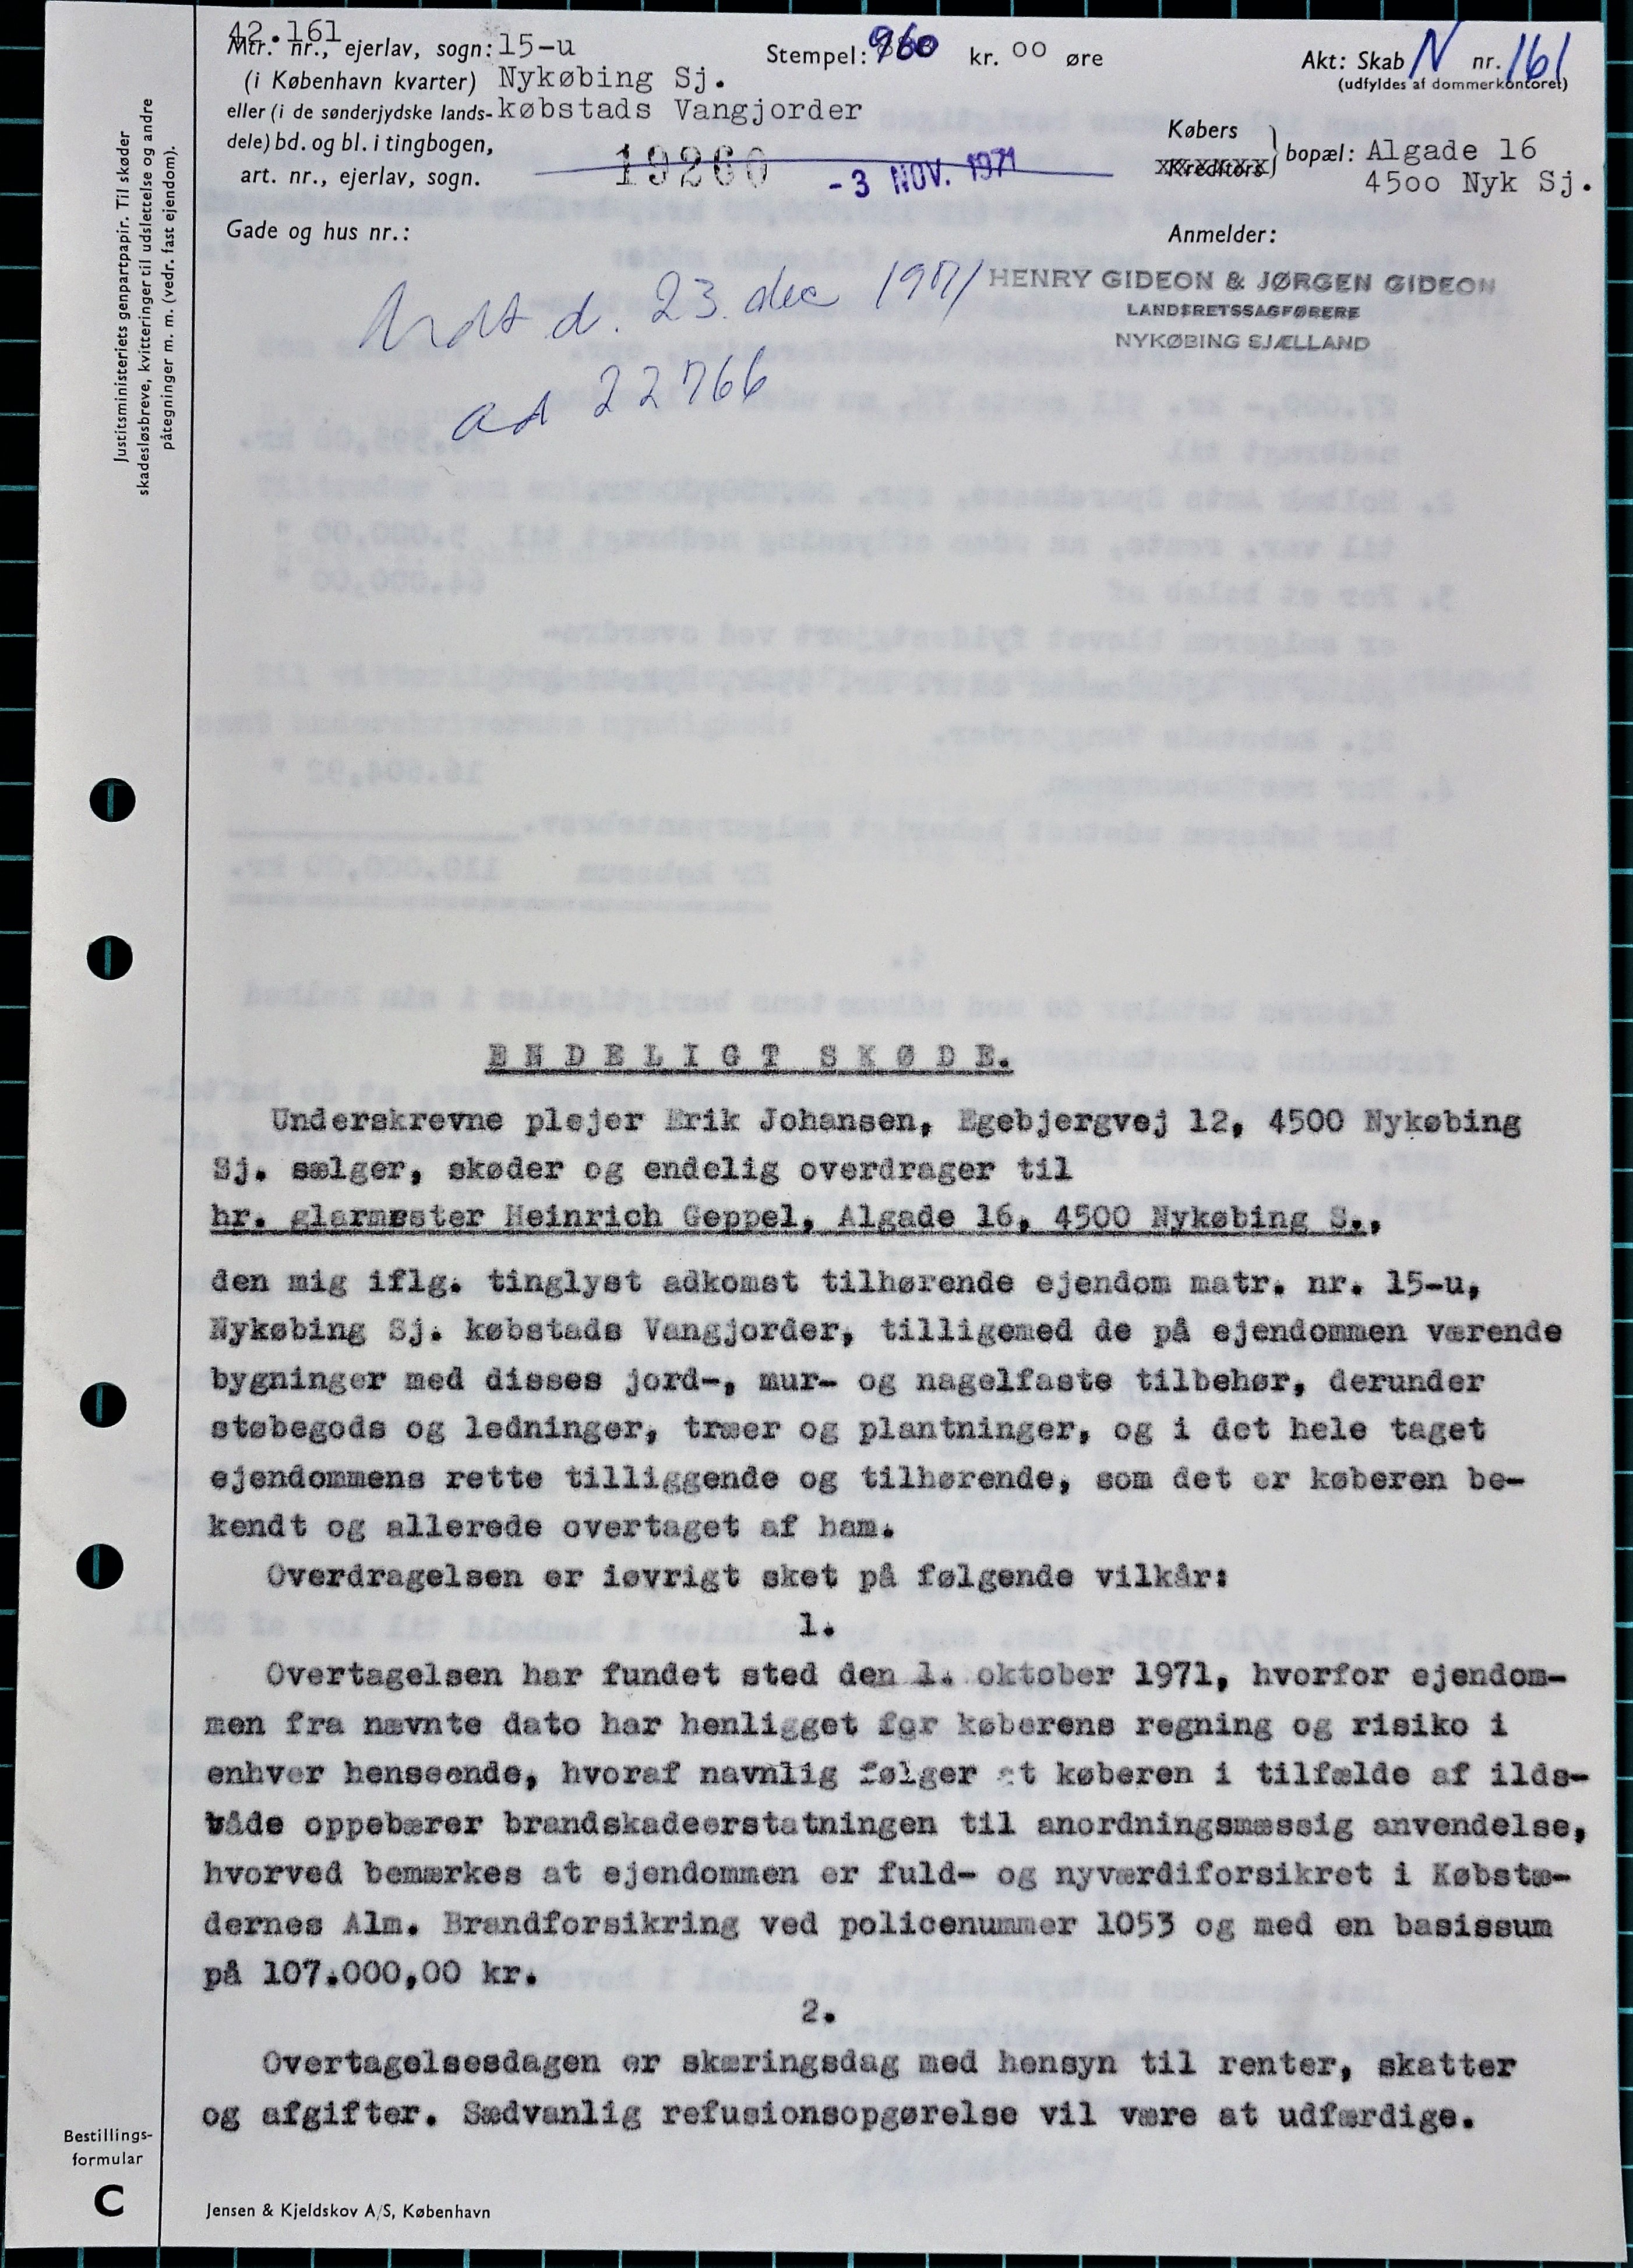 42.161
Mtr. nr., ejerlav, sogn: 15-u
Stempel: 960 kr. 00 øre
Akt: Skab N nr. 161
(i København kvarter) Nykøbing Sj.
(udfyldes af dommerkontoret)
eller (i de sønderjydske lands- købstads Vangjorder
dele) bd. og bl. i tingbogen,
art. nr., ejerlav, sogn.
19260 -3 NOV. 1971
Købers
Kreditors
bopæl: Algade 16
4500 Nyk Sj.
Gade og hus nr.:
Anmelder:
HENRY GIDEON & JØRGEN GIDEON
LANDSRETSSAGFØRERE
NYKØBING SJÆLLAND
d. 23. dec 1971
ad 22766
Justitsministeriets genpartpapir. Til skøder
skadesløsbreve, kvitteringer til udslettelse og andre
påtegninger m. m. (vedr. fast ejendom).
ENDELIGT SKØDE.
Underskrevne plejer Erik Johansen, Egebjergvej 12, 4500 Nykøbing
Sj. sælger, skøder og endelig overdrager til
hr. glarmester Heinrich Geppel, Algade 16, 4500 Nykøbing S.,
den mig iflg. tinglyst adkomst tilhørende ejendom matr. nr. 15-u,
Nykøbing Sj. købstads Vangjorder, tilligemed de på ejendommen værende
bygninger med disses jord-, mur- og nagelfaste tilbehør, derunder
støbegods og ledninger, træer og plantninger, og i det hele taget
ejendommens rette tilliggende og tilhørende, som det er køberen be-
kendt og allerede overtaget af ham.
Overdragelsen er iøvrigt sket på følgende vilkår:
1.
Overtagelsen har fundet sted den 1. oktober 1971, hvorfor ejendom-
men fra nævnte dato har henligget for køberens regning og risiko i
enhver henseende, hvoraf navnlig følger at køberen i tilfælde af ilds-
våde oppebærer brandskadeerstatningen til anordningsmæssig anvendelse,
hvorved bemærkes at ejendommen er fuld- og nyværdiforsikret i Købstæ-
dernes Alm. Brandforsikring ved policenummer 1053 og med en basissum
på 107.000,00 kr.
2.
Overtagelsesdagen er skæringsdag med hensyn til renter, skatter
og afgifter. Sædvanlig refusionsopgørelse vil være at udfærdige.
Bestillings-
formular
C
Jensen & Kjeldskov A/S, København